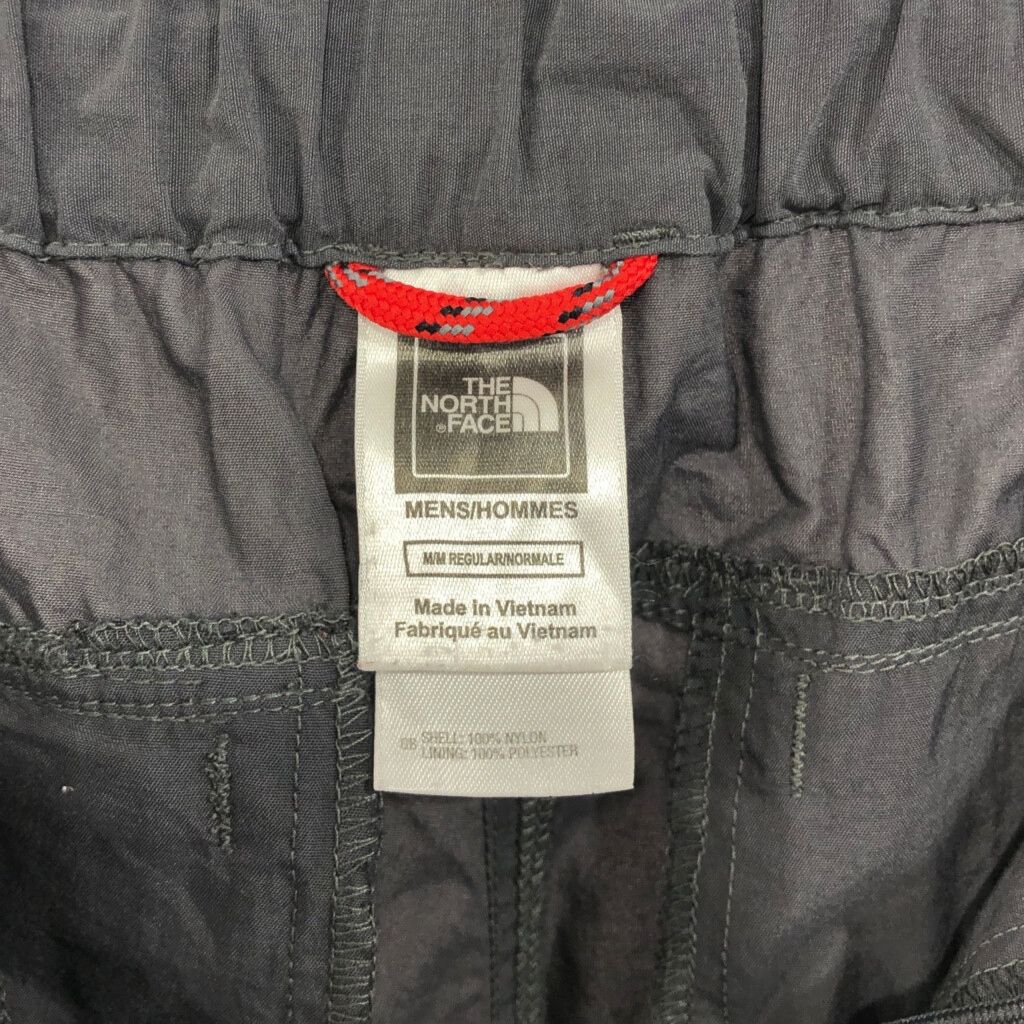 THE
NORTH
®FACE
MENS/HOMMES
M/M REGULAR/NORMALE
Made in Vietnam
Fabriqué au Vietnam
GB SHELL: 100% NYLON
LINING: 100% POLYESTER